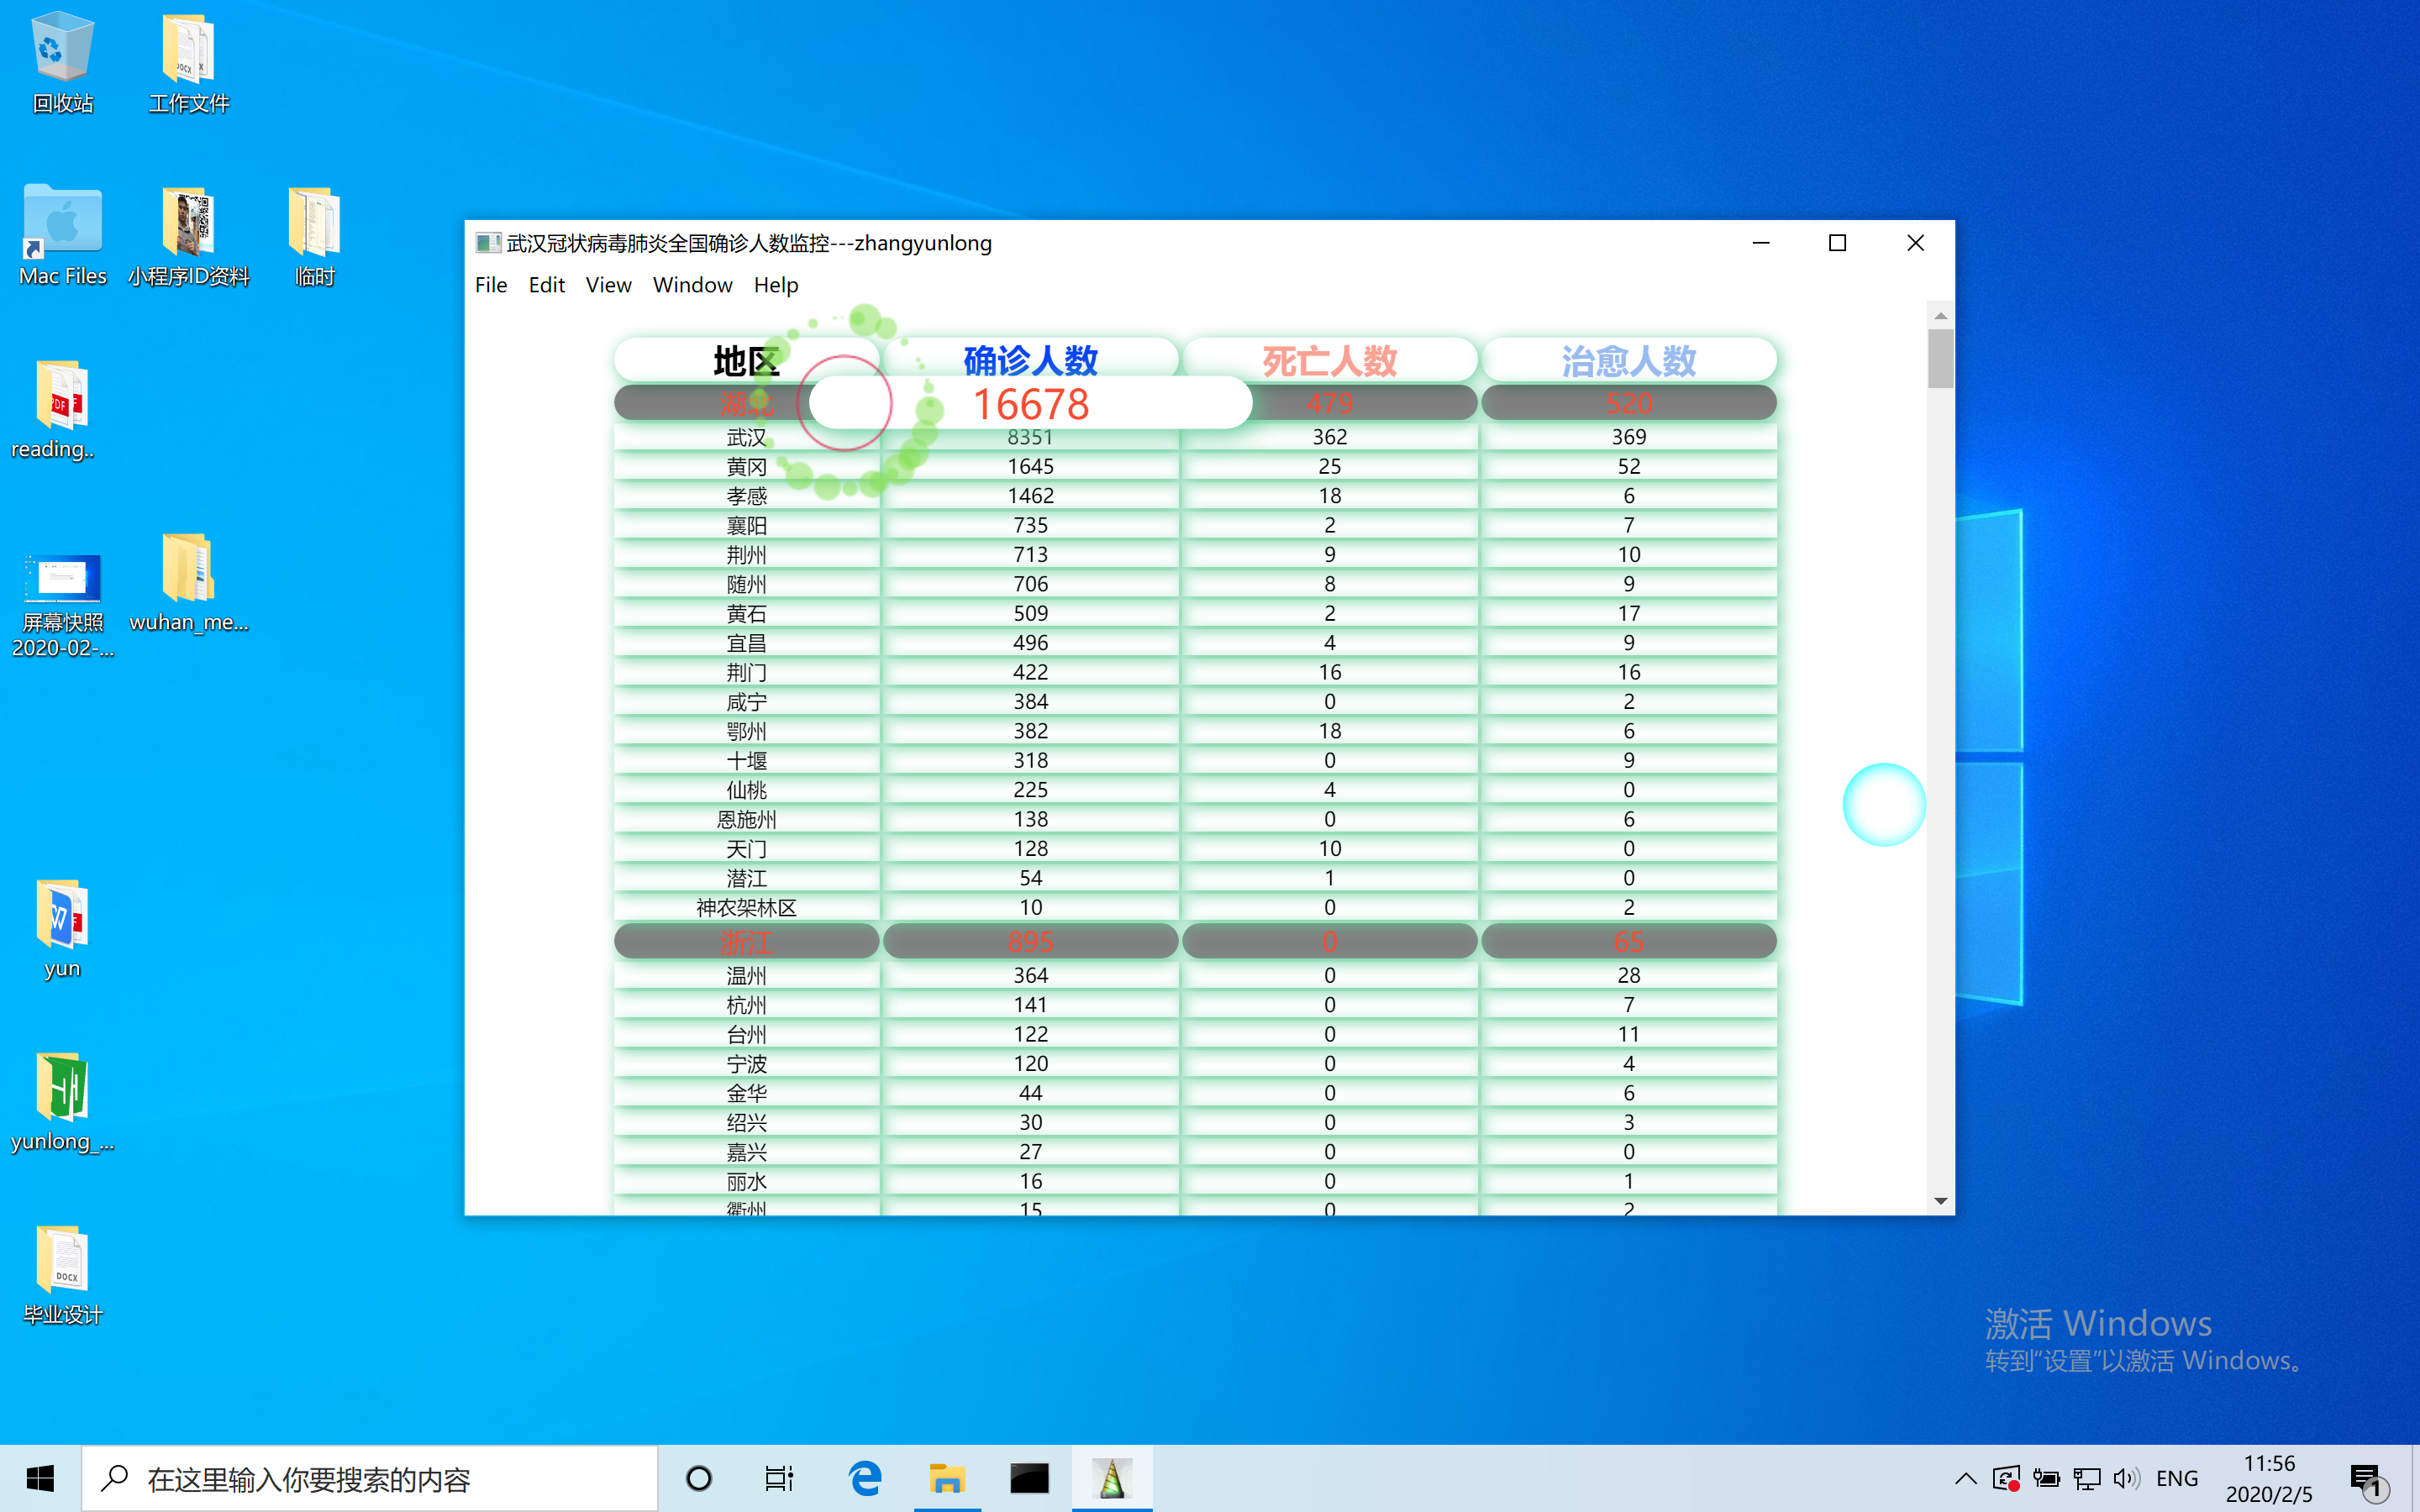 回收站
工作文件
Mac Files
小程序ID资料
临时
reading..
屏幕快照
2020-02-...
wuhan_me...
yun
yunlong_...
毕业设计
武汉冠状病毒肺炎全国确诊人数监控---zhangyunlong
File Edit View Window Help
地区 确诊人数 死亡人数 治愈人数
湖北 16678 479 520
武汉 8351 362 369
黄冈 1645 25 52
孝感 1462 18 6
襄阳 735 2 7
荆州 713 9 10
随州 706 8 9
黄石 509 2 17
宜昌 496 4 9
荆门 422 16 16
咸宁 384 0 2
鄂州 382 18 6
十堰 318 0 9
仙桃 225 4 0
恩施州 138 0 6
天门 128 10 0
潜江 54 1 0
神农架林区 10 0 2
浙江 895 0 65
温州 364 0 28
杭州 141 0 7
台州 122 0 11
宁波 120 0 4
金华 44 0 6
绍兴 30 0 3
嘉兴 27 0 0
丽水 16 0 1
衢州 15 0 2
激活 Windows
转到"设置"以激活 Windows。
在这里输入你要搜索的内容
ENG
11:56
2020/2/5
1